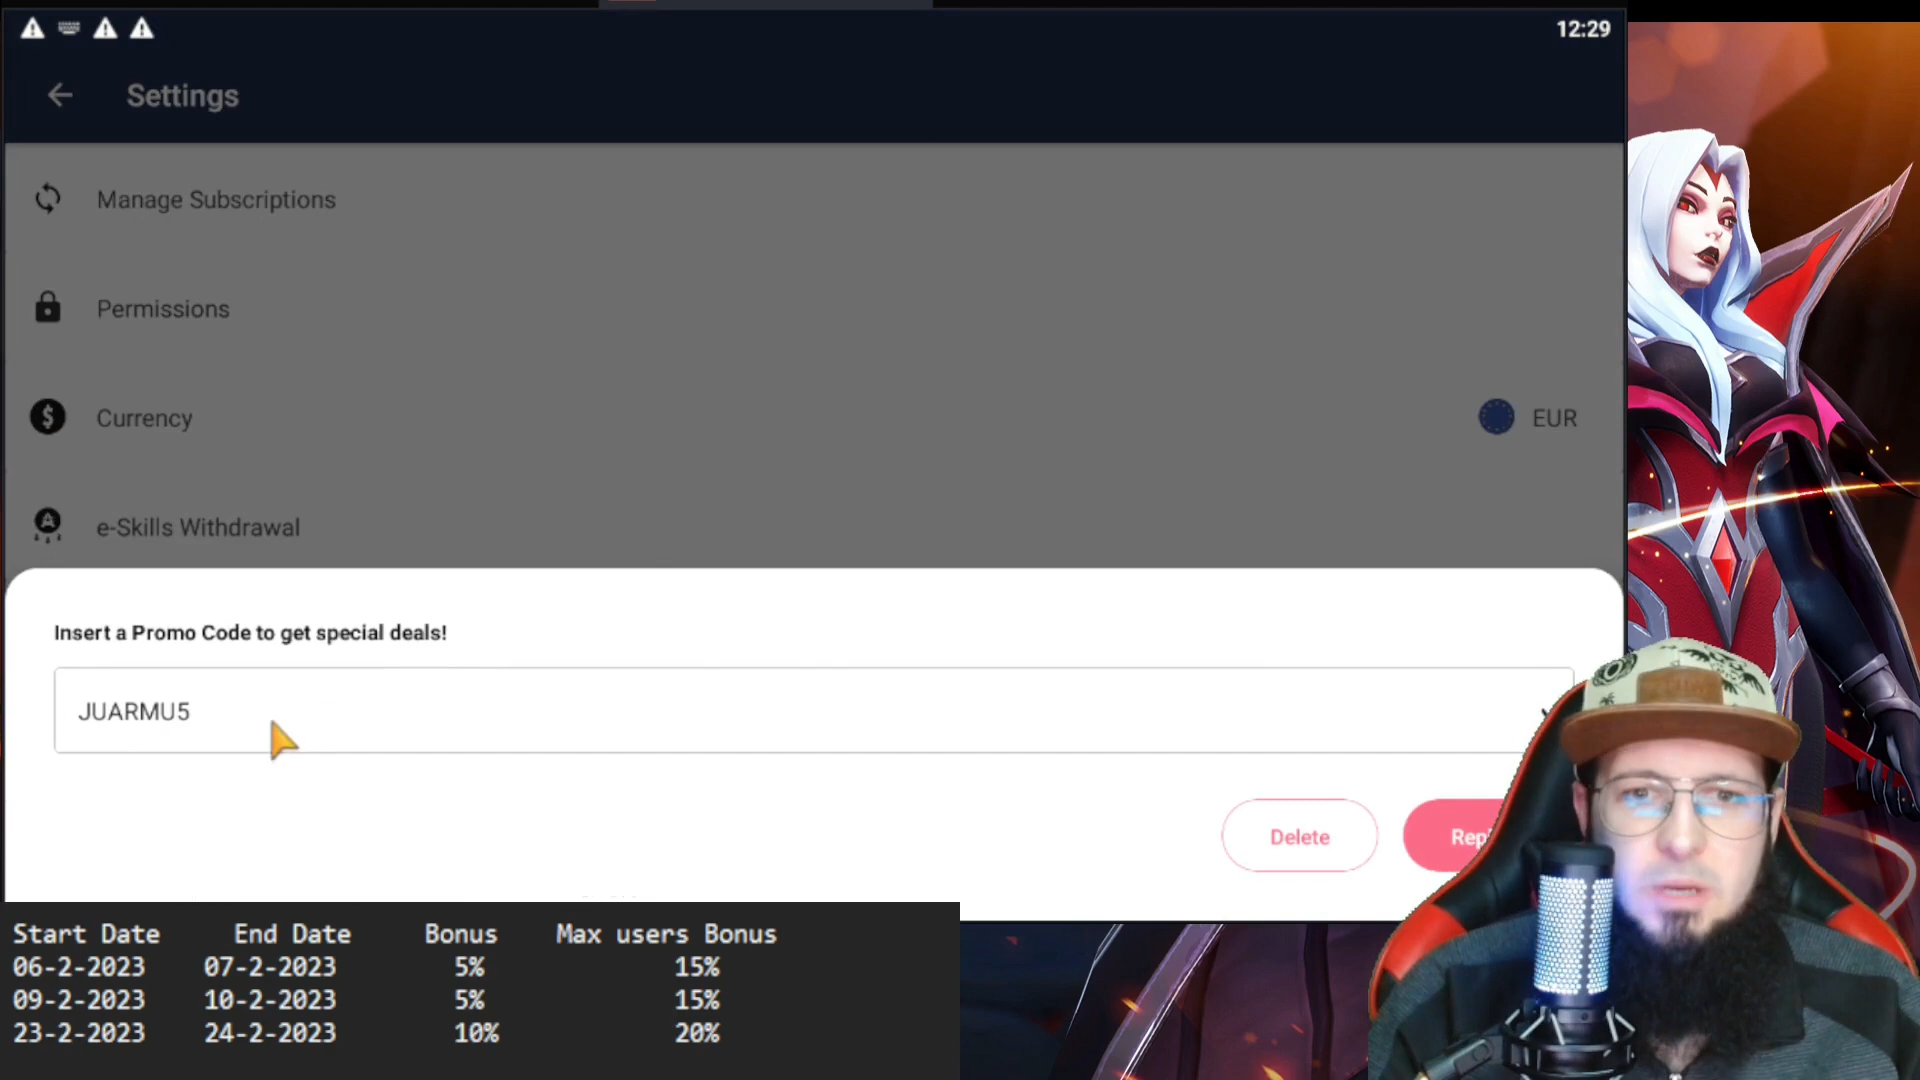 12:29
Settings
Manage Subscriptions
Permissions
Currency
EUR
e-Skills Withdrawal
Insert a Promo Code to get special deals!
JUARMU5
Delete
Start Date End Date Bonus Max users Bonus
06-2-2023 07-2-2023 5% 15%
09-2-2023 10-2-2023 5% 15%
23-2-2023 24-2-2023 10% 20%